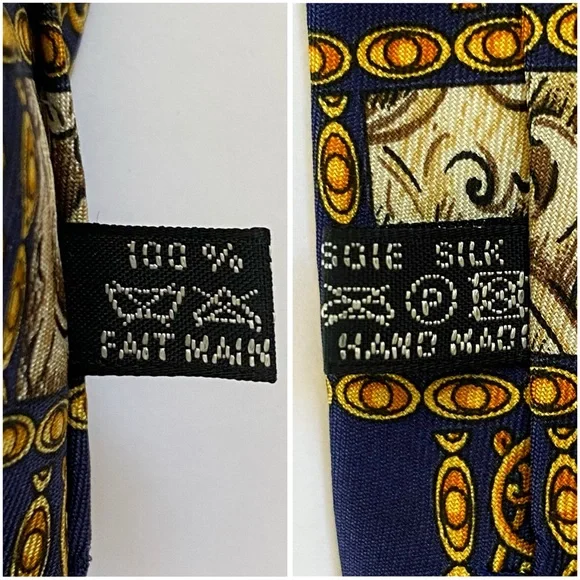 100 %
FAIT MAIN
SOIE SILK
P
HAND MADE